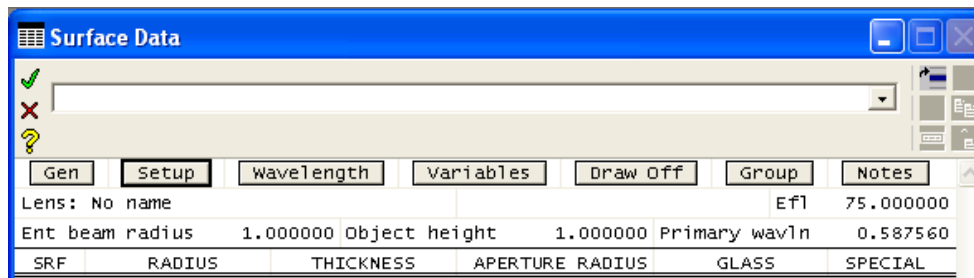 Surface Data
?
Gen Setup Wavelength Variables Draw Off Group Notes
Lens: No name Efl 75.000000
Ent beam radius 1.000000 Object height 1.000000 Primary wavln 0.587560
SRF RADIUS THICKNESS APERTURE RADIUS GLASS SPECIAL